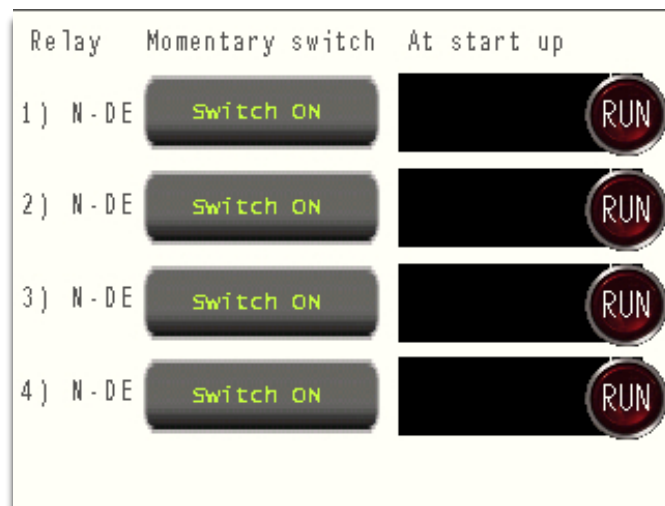 Relay Momentary switch At start up
1) N-DE Switch ON RUN
2) N-DE Switch ON RUN
3) N-DE Switch ON RUN
4) N-DE Switch ON RUN